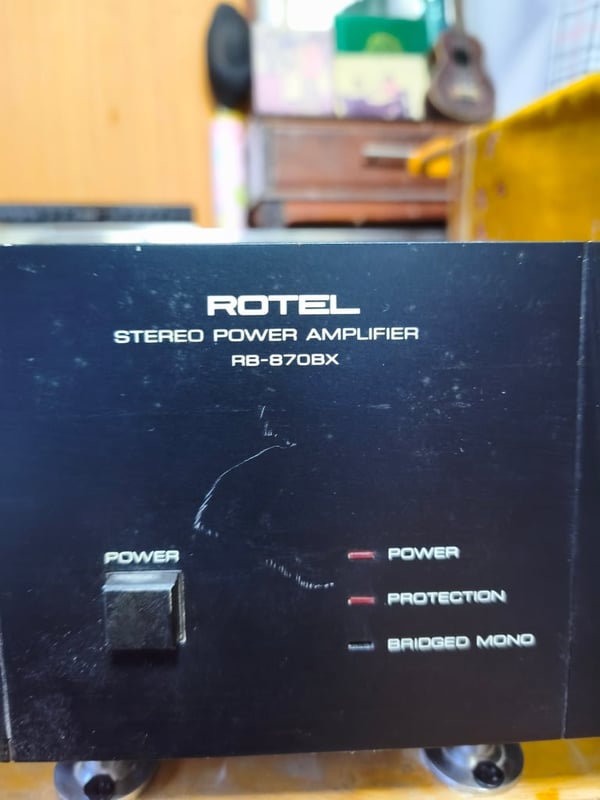 ROTEL
STEREO POWER AMPLIFIER
RB-870BX
POWER
POWER
PROTECTION
BRIDGED MONO